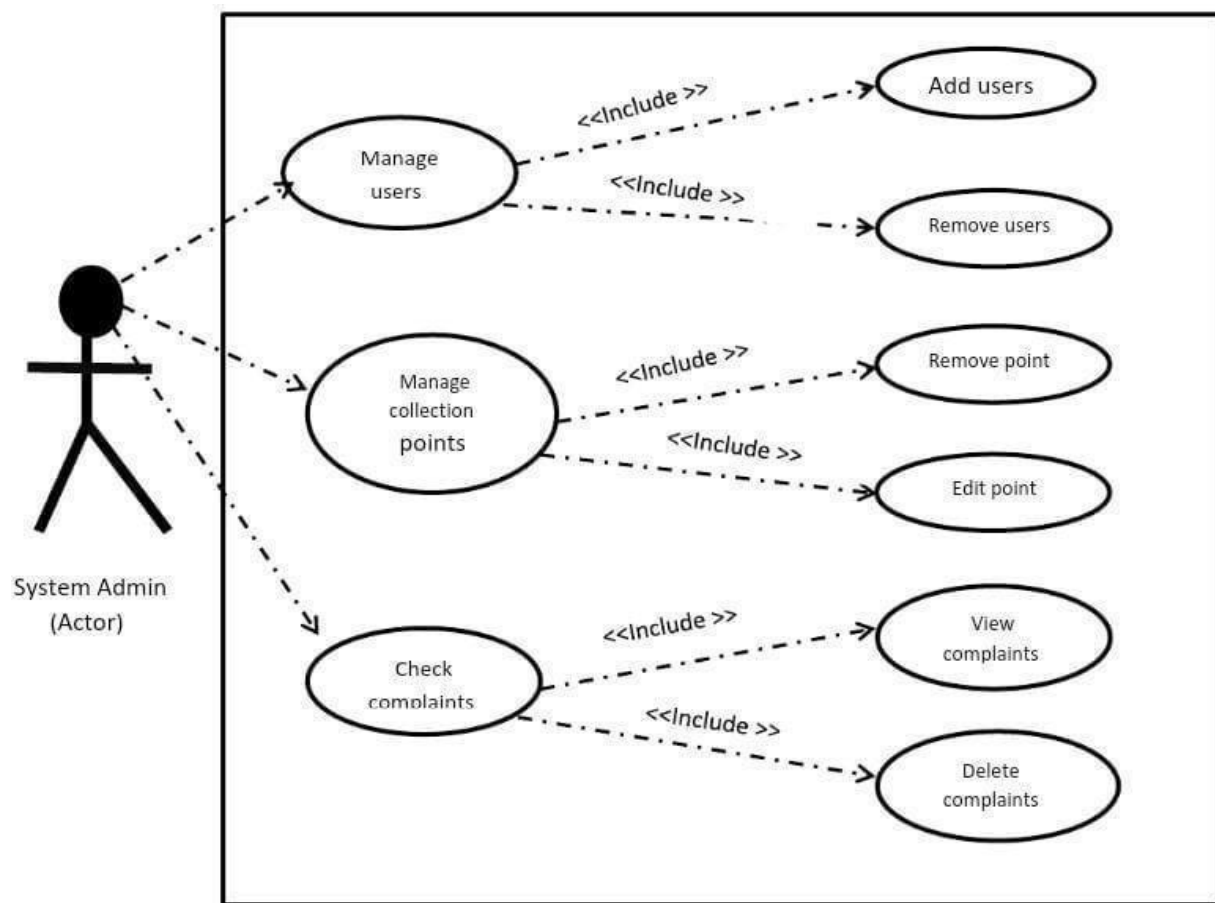 <<Include >>
Add users
Manage
users
<<Include >>
Remove users
<<Include >>
Remove point
Manage
collection
points
<<Include >>
Edit point
System Admin
(Actor)
<<Include >>
View
complaints
Check
complaints
<<Include >>
Delete
complaints